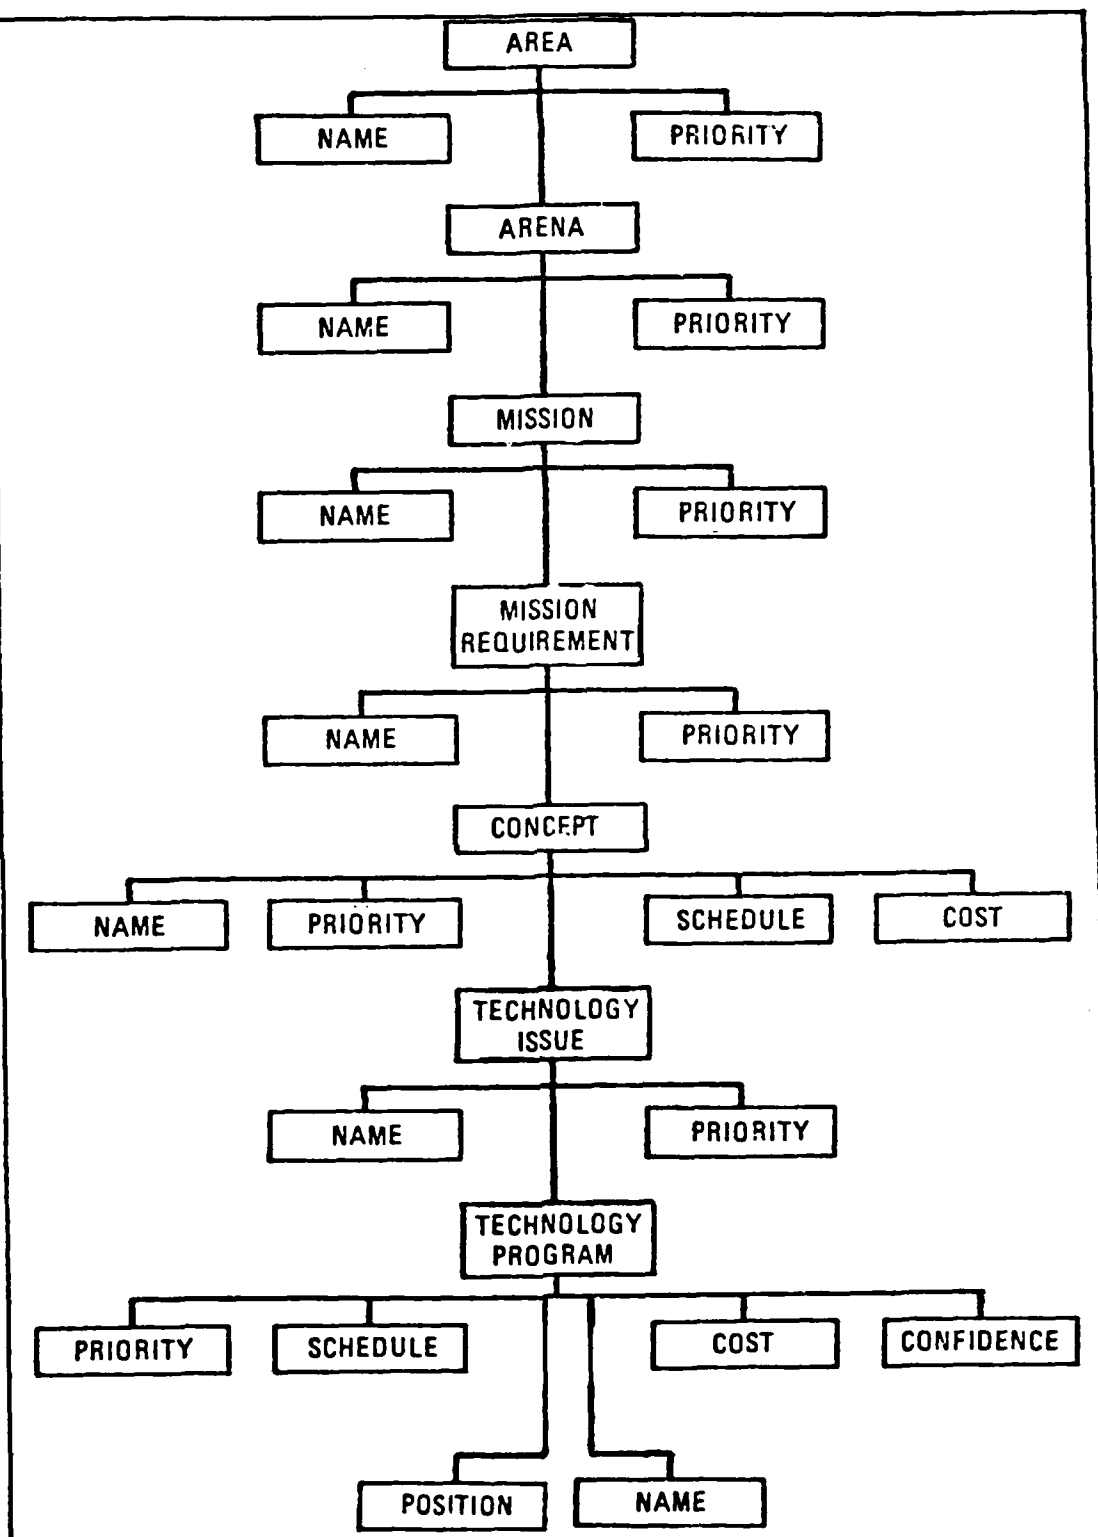 AREA
NAME
PRIORITY
ARENA
NAME
PRIORITY
MISSION
NAME
PRIORITY
MISSION
REQUIREMENT
NAME
PRIORITY
CONCEPT
NAME
PRIORITY
SCHEDULE
COST
TECHNOLOGY
ISSUE
NAME
PRIORITY
TECHNOLOGY
PROGRAM
PRIORITY
SCHEDULE
COST
CONFIDENCE
POSITION
NAME